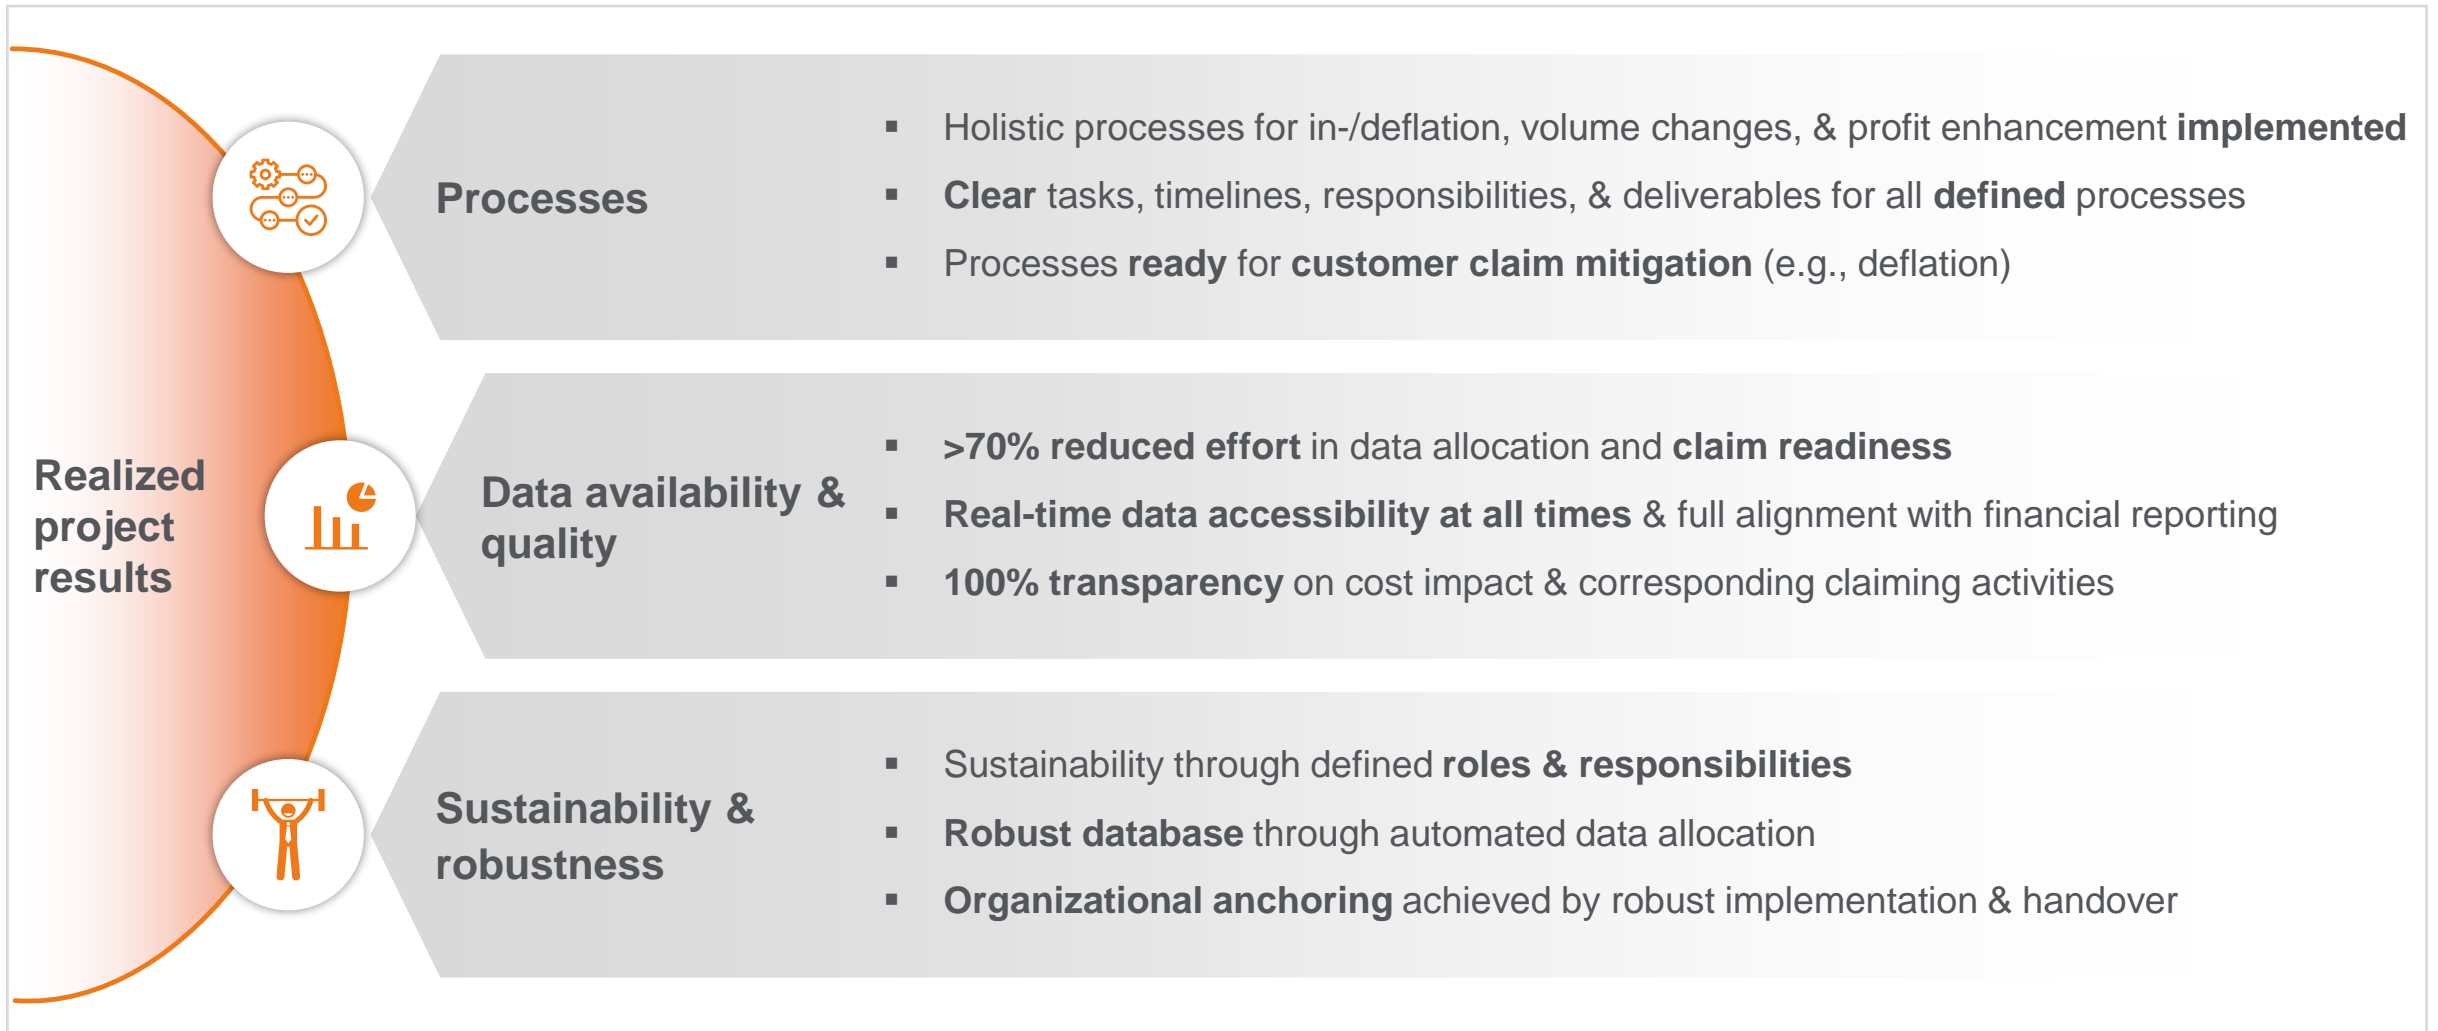 Realized
project
results
Processes
▪ Holistic processes for in-/deflation, volume changes, & profit enhancement implemented
▪ Clear tasks, timelines, responsibilities, & deliverables for all defined processes
▪ Processes ready for customer claim mitigation (e.g., deflation)
Data availability &
quality
▪ >70% reduced effort in data allocation and claim readiness
▪ Real-time data accessibility at all times & full alignment with financial reporting
▪ 100% transparency on cost impact & corresponding claiming activities
Sustainability &
robustness
▪ Sustainability through defined roles & responsibilities
▪ Robust database through automated data allocation
▪ Organizational anchoring achieved by robust implementation & handover